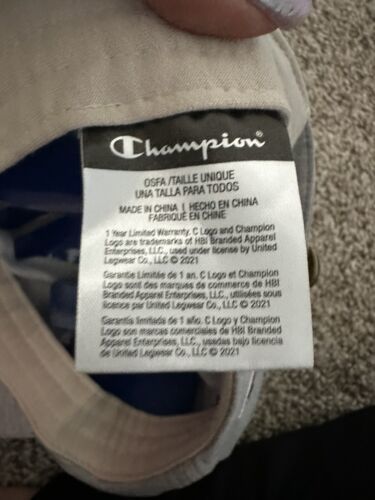 Champion®
OSFA /TAILLE UNIQUE
UNA TALLA PARA TODOS
MADE IN CHINA | HECHO EN CHINA
FABRIQUÉ EN CHINE
1 Year Limited Warranty. C Logo and Champion
Logo are trademarks of HBI Branded Apparel
Enterprises, LLC., used under license by United
Legwear Co., LLC © 2021
Garantie Limitée de 1 an. C Logo et Champion
Logo sont des marques de commerce de HBI
Branded Apparel Enterprises, LLC., utilisées sous
licence par United Legwear Co., LLC © 2021
Garantía limitada de 1 año. C Logo y Champion
Logo son marcas comerciales de HBI Branded
Apparel Enterprises, LLC., usadas bajo licencia
de United Legwear Co., LLC © 2021